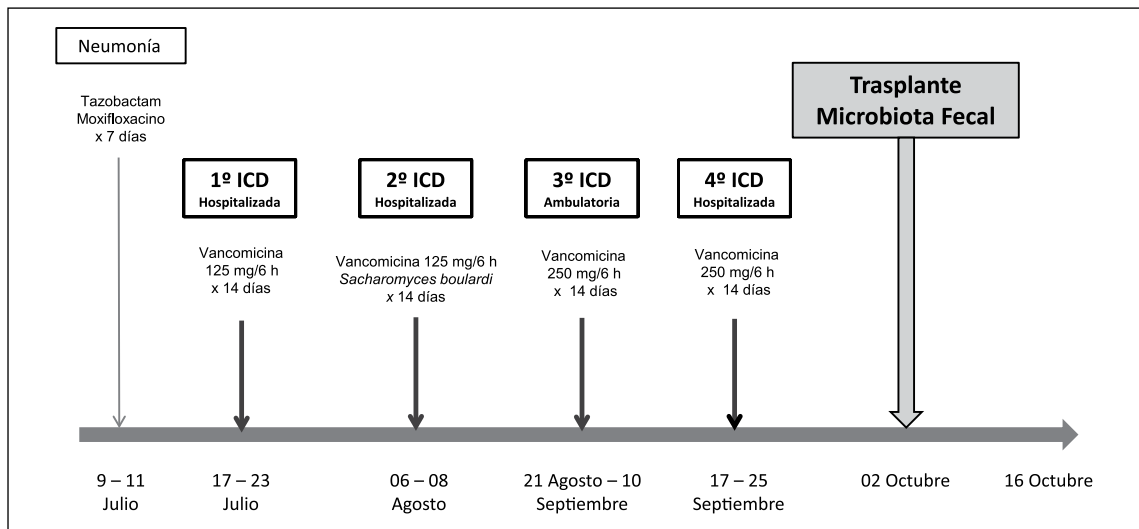 Neumonía
Tazobactam
Moxifloxacino
x 7 días
1º ICD
Hospitalizada
Vancomicina
125 mg/6 h
x 14 días
2º ICD
Hospitalizada
Vancomicina 125 mg/6 h
Sacharomyces boulardi
x 14 días
3º ICD
Ambulatoria
Vancomicina
250 mg/6 h
x 14 días
4º ICD
Hospitalizada
Vancomicina
250 mg/6 h
x 14 días
Trasplante
Microbiota Fecal
9 – 11
Julio
17 – 23
Julio
06 – 08
Agosto
21 Agosto – 10
Septiembre
17 – 25
Septiembre
02 Octubre
16 Octubre